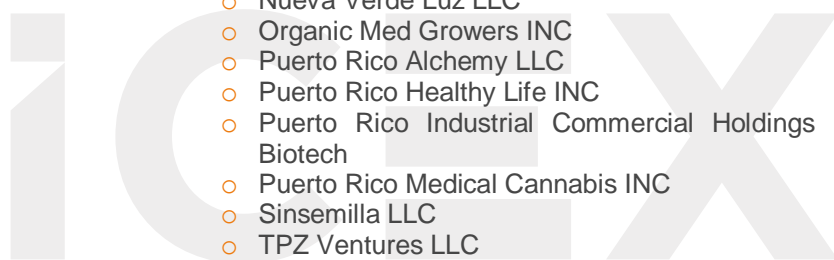 Nueva Verde Luz LLC
Organic Med Growers INC
Puerto Rico Alchemy LLC
Puerto Rico Healthy Life INC
Puerto Rico Industrial Commercial Holdings
Biotech
Puerto Rico Medical Cannabis INC
Sinsemilla LLC
TPZ Ventures LLC
iCEX